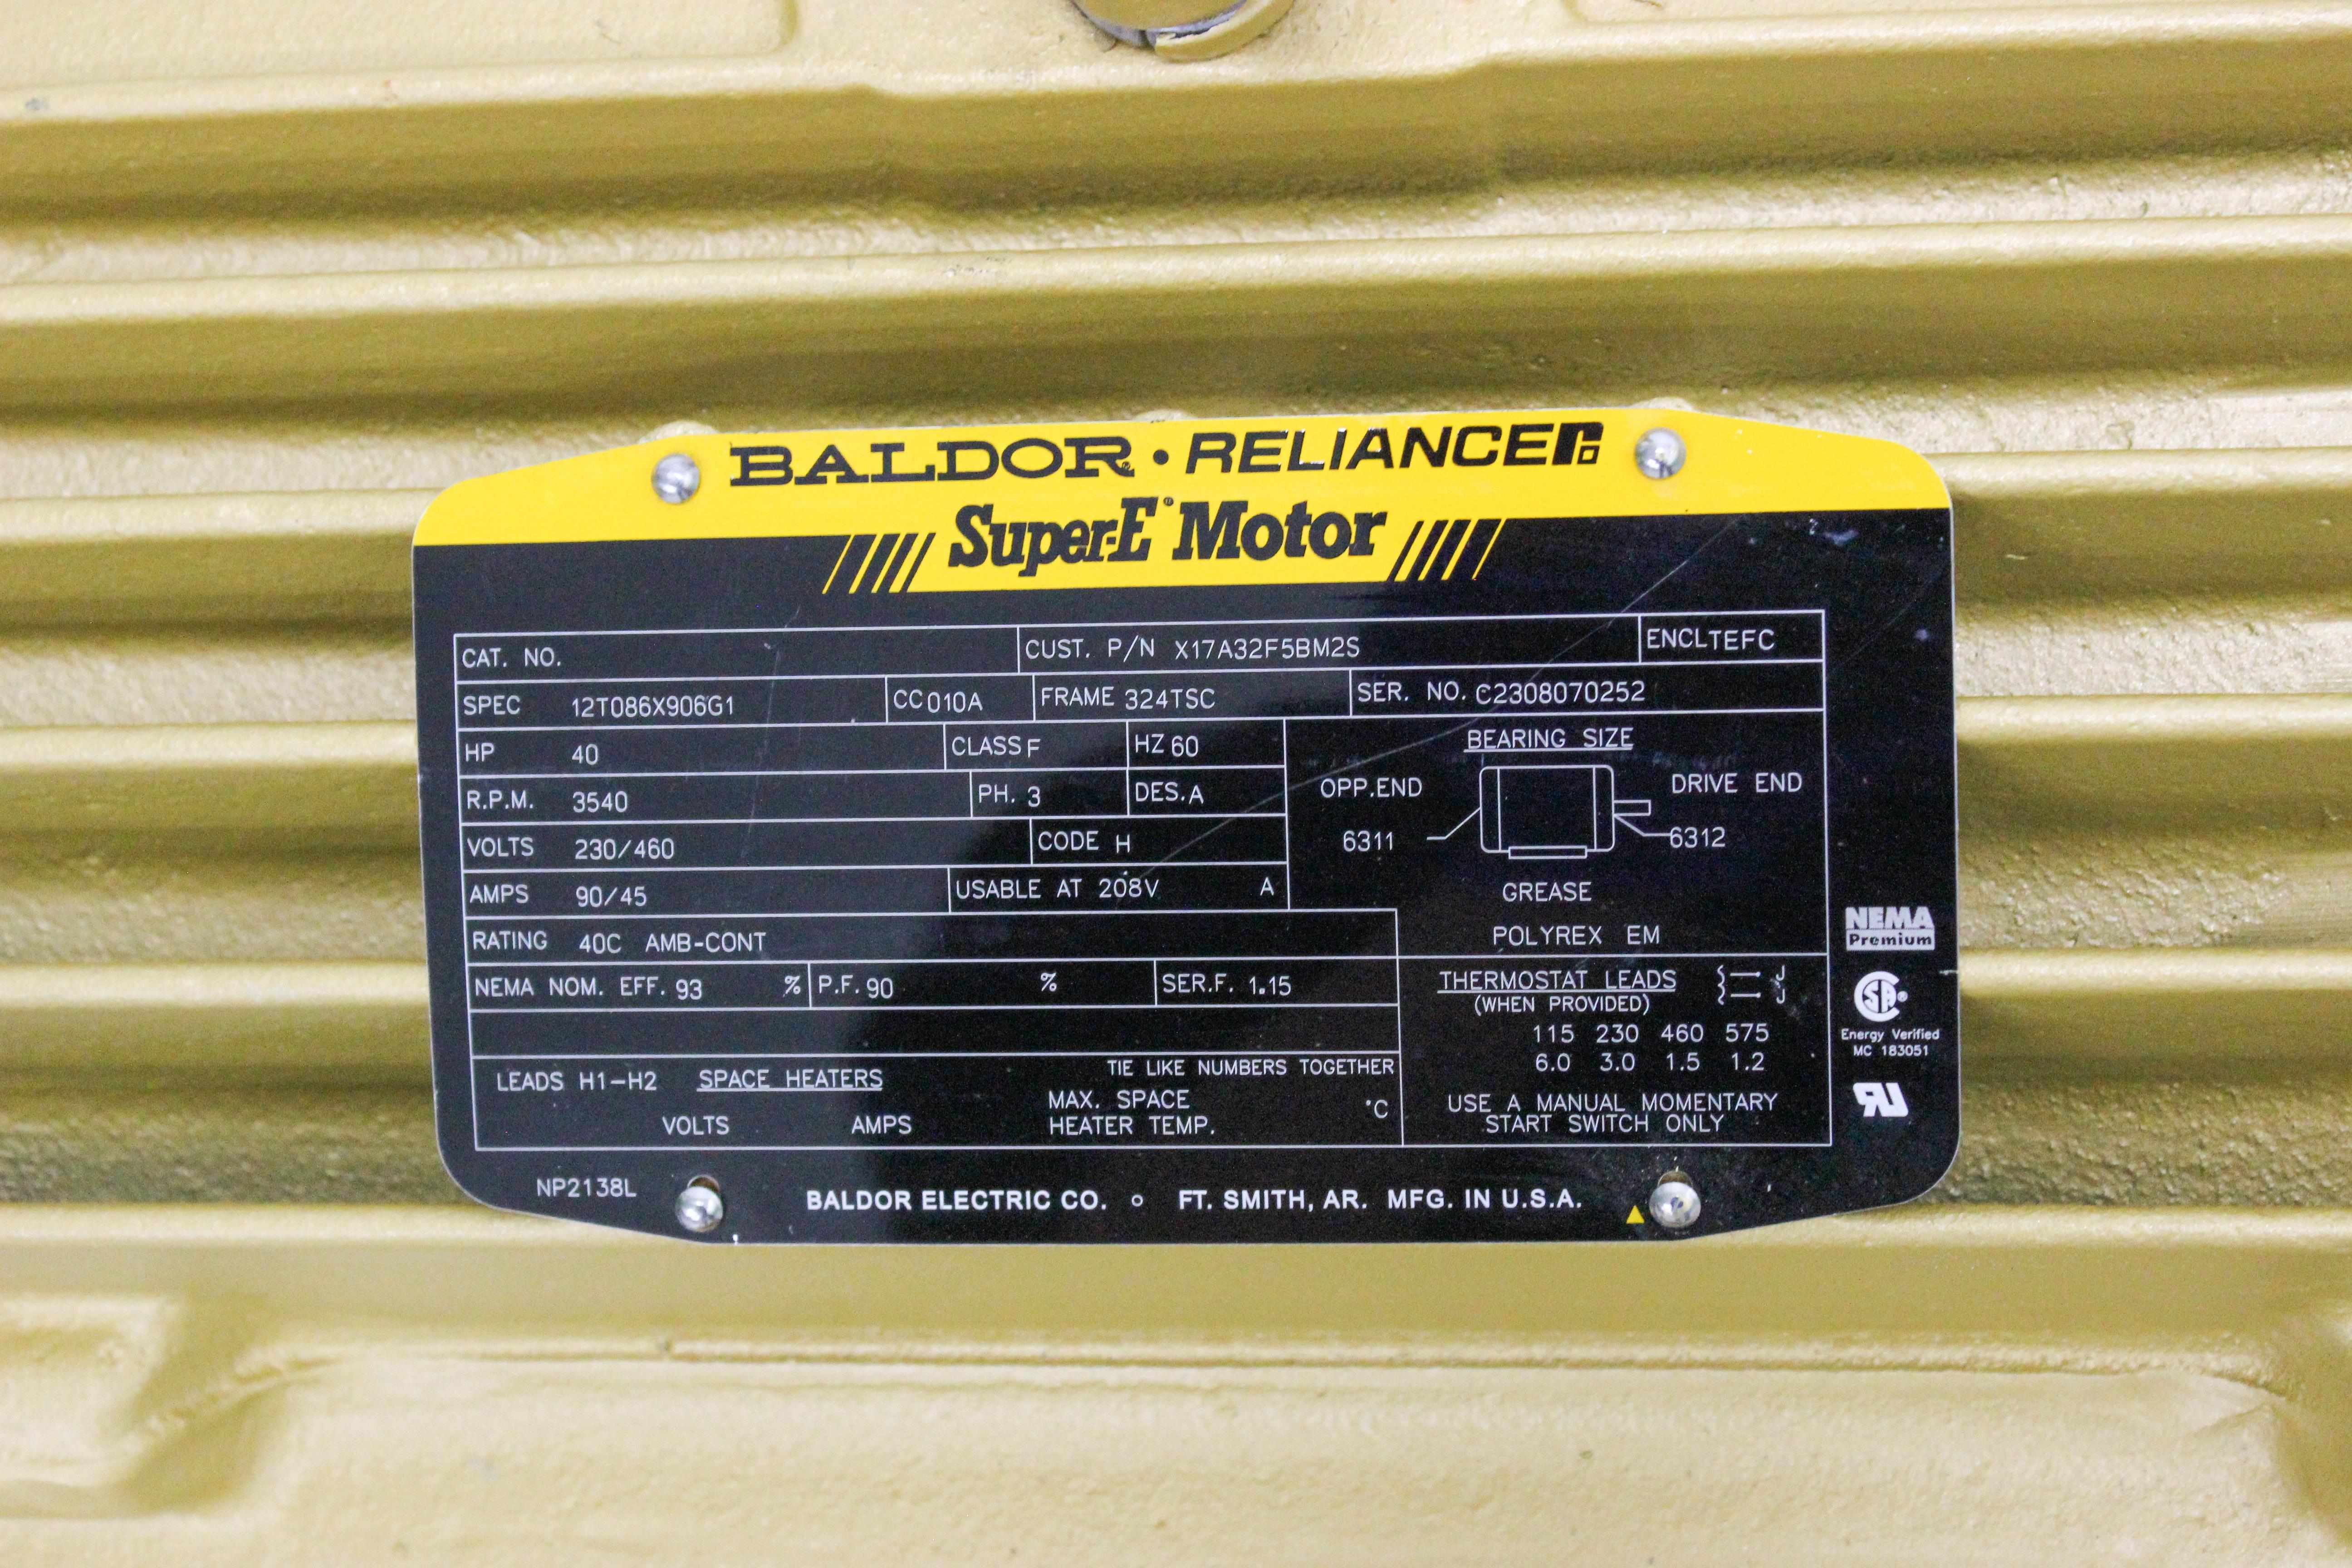 BALDOR • RELIANCE
Super-E Motor
CAT. NO. CUST. P/N X17A32F5BM2S ENCL TEFC
SPEC 12T086X906G1 CC 010A FRAME 324TSC SER. NO. C2308070252
HP 40 CLASS F HZ 60
R.P.M. 3540 PH. 3 DES. A
VOLTS 230/460 CODE H
AMPS 90/45 USABLE AT 208V A
RATING 40C AMB-CONT
NEMA NOM. EFF. 93 % P.F. 90 % SER.F. 1.15
BEARING SIZE
OPP.END DRIVE END
6311 6312
GREASE
POLYREX EM
LEADS H1-H2 SPACE HEATERS
TIE LIKE NUMBERS TOGETHER
VOLTS AMPS
MAX. SPACE
HEATER TEMP. °C
THERMOSTAT LEADS J
(WHEN PROVIDED) J
115 230 460 575
6.0 3.0 1.5 1.2
USE A MANUAL MOMENTARY
START SWITCH ONLY
NEMA
Premium
SA®
Energy Verified
MC 183051
RU
NP2138L
BALDOR ELECTRIC CO. ○ FT. SMITH, AR. MFG. IN U.S.A.